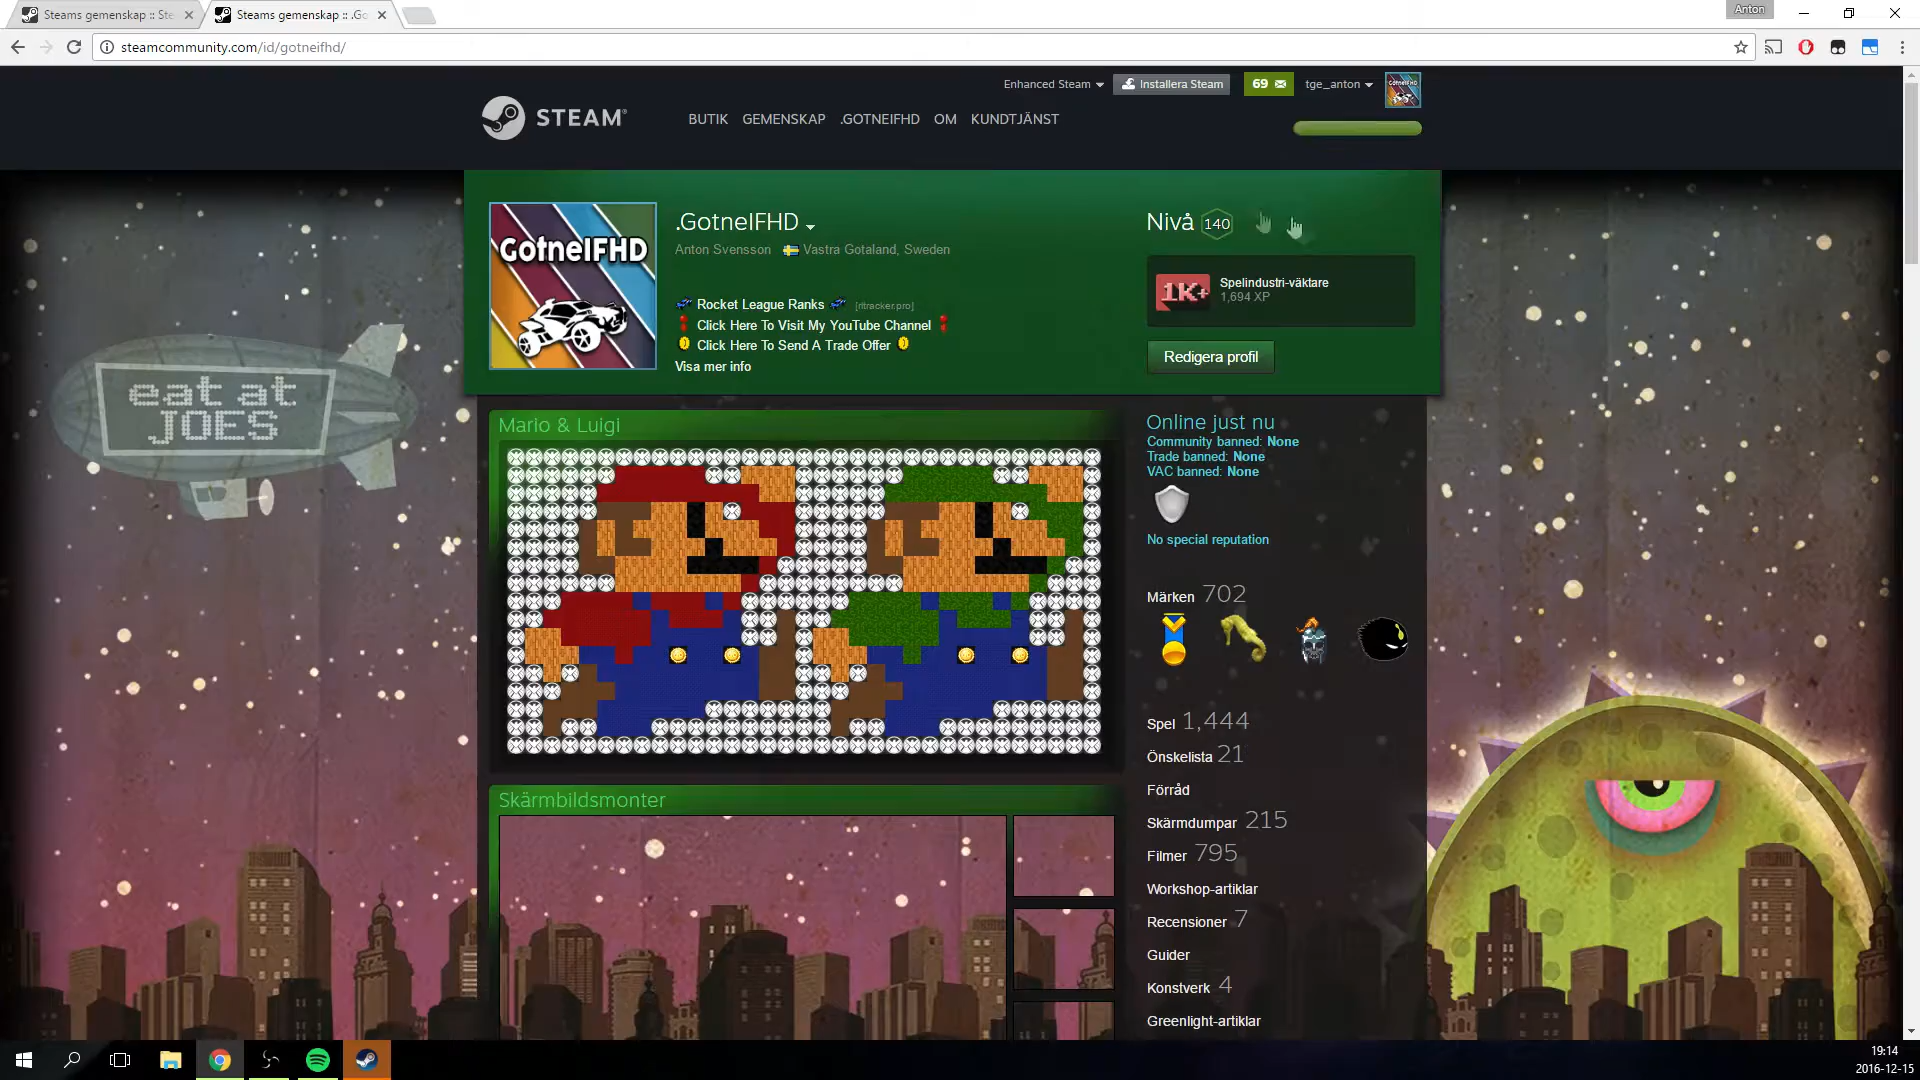 Steams gemenskap :: Ste
Steams gemenskap :: .Go
Anton
steamcommunity.com/id/gotneifhd/
Enhanced Steam
Installera Steam
69
tge_anton
STEAM
BUTIK
GEMENSKAP
.GOTNEIFHD
OM
KUNDTJÄNST
GotneIFHD
.GotneIFHD
Anton Svensson
Vastra Gotaland, Sweden
Rocket League Ranks
[rltracker.pro]
Click Here To Visit My YouTube Channel
Click Here To Send A Trade Offer
Visa mer info
Nivå 140
1K+
Spelindustri-väktare
1,694 XP
Redigera profil
eat at
JOES
Mario & Luigi
Online just nu
Community banned: None
Trade banned: None
VAC banned: None
No special reputation
Märken 702
Spel 1,444
Önskelista 21
Förråd
Skärmdumpar 215
Filmer 795
Workshop-artiklar
Recensioner 7
Guider
Konstverk 4
Greenlight-artiklar
Skärmbildsmonter
19:14
2016-12-15